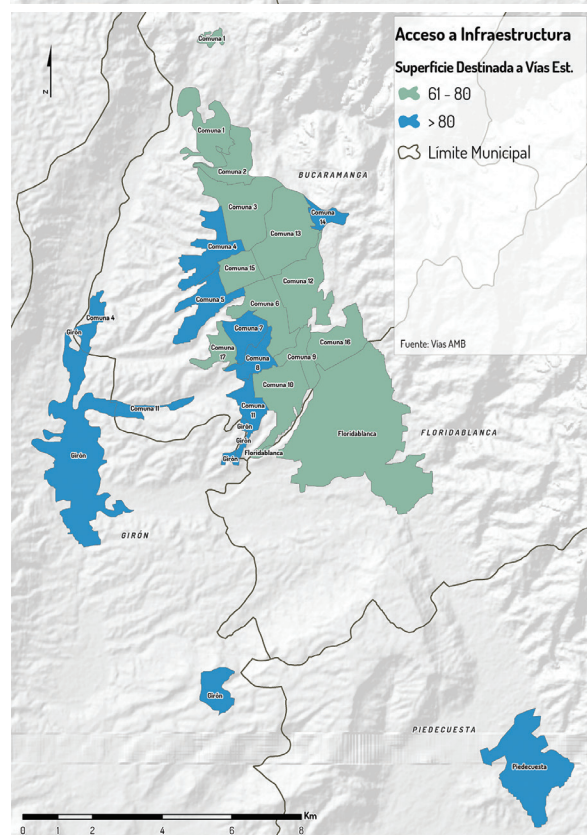 Acceso a Infraestructura
Superficie Destinada a Vías Est.
61 - 80
> 80
Límite Municipal
Fuente: Vías AMB
N
Comuna 1
Comuna 1
Comuna 2
BUCARAMANGA
Comuna 3
Comuna
14
Comuna 13
Comuna 4
Comuna 15
Comuna 12
Comuna 5
Comuna 6
Comuna 4
Girón
Comuna 7
Comuna
17
Comuna
8
Comuna 9
Comuna 16
Comuna 10
Comuna 11
Comuna
11
Girón
Girón
Girón
Floridablanca
Floridablanca
FLORIDABLANCA
Girón
GIRÓN
Girón
PIEDECUESTA
Piedecuesta
Km
0 1 2 4 6 8